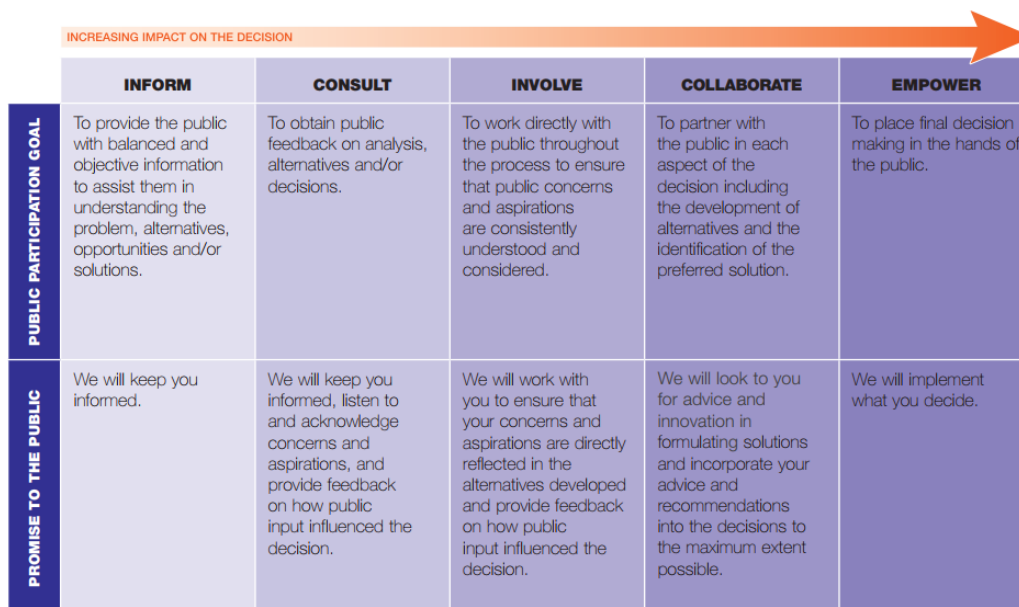 INCREASING IMPACT ON THE DECISION
INFORM
CONSULT
INVOLVE
COLLABORATE
EMPOWER
PUBLIC PARTICIPATION GOAL
To provide the public
with balanced and
objective information
to assist them in
understanding the
problem, alternatives,
opportunities and/or
solutions.
To obtain public
feedback on analysis,
alternatives and/or
decisions.
To work directly with
the public throughout
the process to ensure
that public concerns
and aspirations
are consistently
understood and
considered.
To partner with
the public in each
aspect of the
decision including
the development of
alternatives and the
identification of the
preferred solution.
To place final decision
making in the hands of
the public.
PROMISE TO THE PUBLIC
We will keep you
informed.
We will keep you
informed, listen to
and acknowledge
concerns and
aspirations, and
provide feedback
on how public
input influenced the
decision.
We will work with
you to ensure that
your concerns and
aspirations are directly
reflected in the
alternatives developed
and provide feedback
on how public
input influenced the
decision.
We will look to you
for advice and
innovation in
formulating solutions
and incorporate your
advice and
recommendations
into the decisions to
the maximum extent
possible.
We will implement
what you decide.